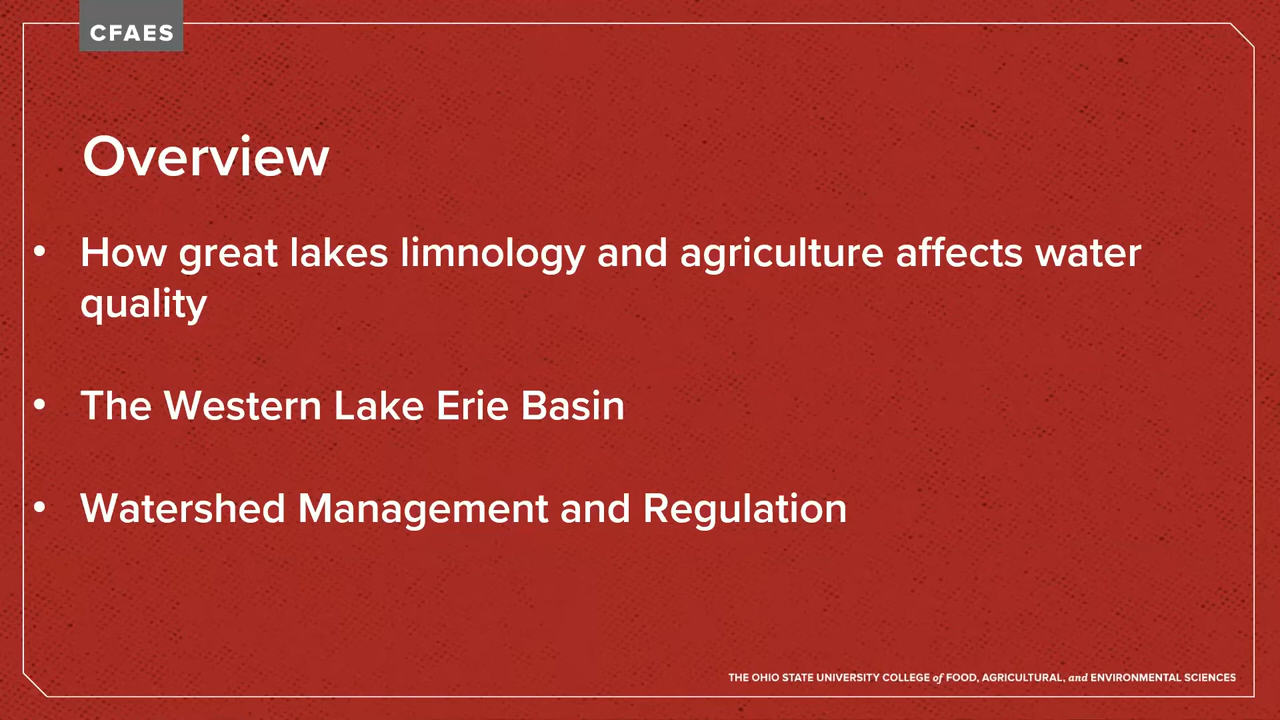 CFAES
Overview
• How great lakes limnology and agriculture affects water
quality
• The Western Lake Erie Basin
• Watershed Management and Regulation
THE OHIO STATE UNIVERSITY COLLEGE of FOOD, AGRICULTURAL, and ENVIRONMENTAL SCIENCES